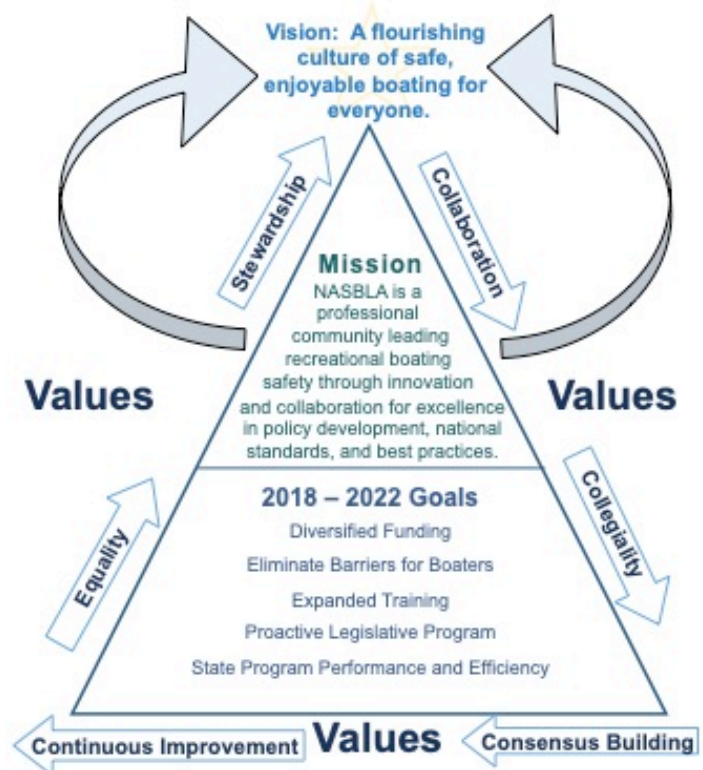 Vision: A flourishing
culture of safe,
enjoyable boating for
everyone.
Stewardship
Collaboration
Mission
NASBLA is a
professional
community leading
recreational boating
safety through innovation
and collaboration for excellence
in policy development, national
standards, and best practices.
Values
Values
Equality
Collegiality
2018 – 2022 Goals
Diversified Funding
Eliminate Barriers for Boaters
Expanded Training
Proactive Legislative Program
State Program Performance and Efficiency
Continuous Improvement
Values
Consensus Building